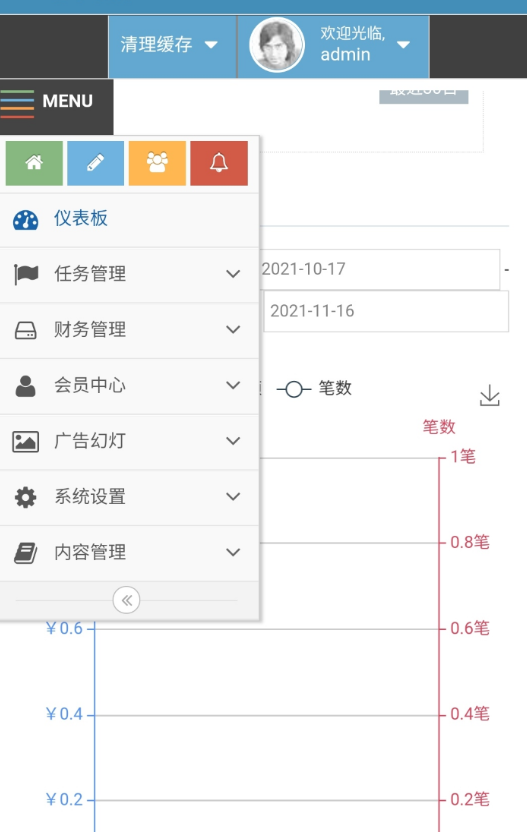 清理缓存
欢迎光临,
admin
MENU
仪表板
任务管理
2021-10-17
-
财务管理
2021-11-16
会员中心
笔数
笔数
广告幻灯
1笔
系统设置
0.8笔
内容管理
¥0.6
0.6笔
¥0.4
0.4笔
¥0.2
0.2笔